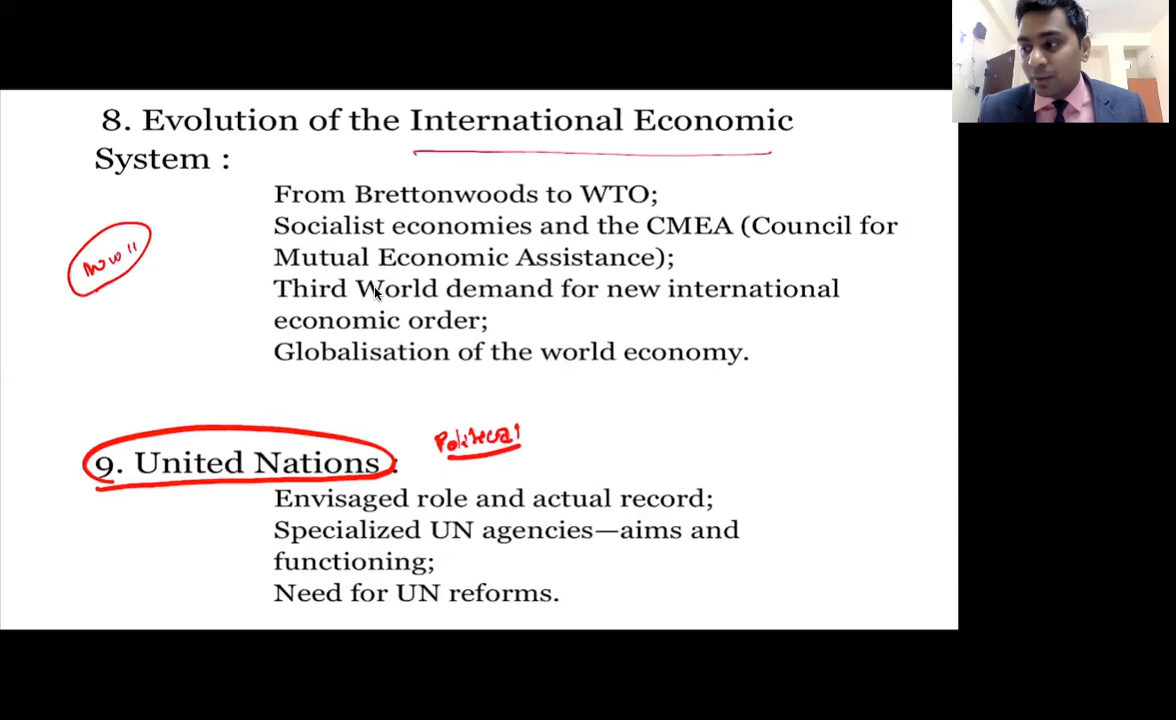 8. Evolution of the International Economic
System :
From Brettonwoods to WTO;
Socialist economies and the CMEA (Council for
Mutual Economic Assistance);
Third World demand for new international
economic order;
Globalisation of the world economy.
Political
9. United Nations :
Envisaged role and actual record;
Specialized UN agencies—aims and
functioning;
Need for UN reforms.